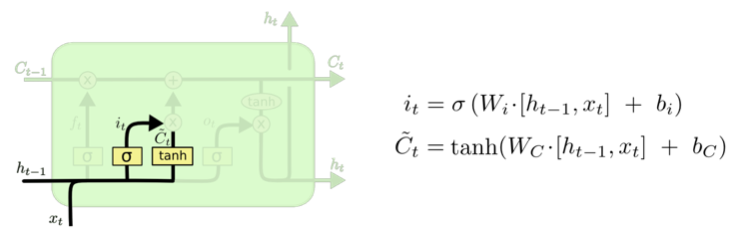 h_t
C_{t-1}
C_t
f_t
i_t
o_t
tanh
C̃_t
σ
σ
tanh
σ
h_{t-1}
h_t
x_t
i_t = σ (W_i·[h_{t-1}, x_t] + b_i)
C̃_t = tanh(W_C·[h_{t-1}, x_t] + b_C)